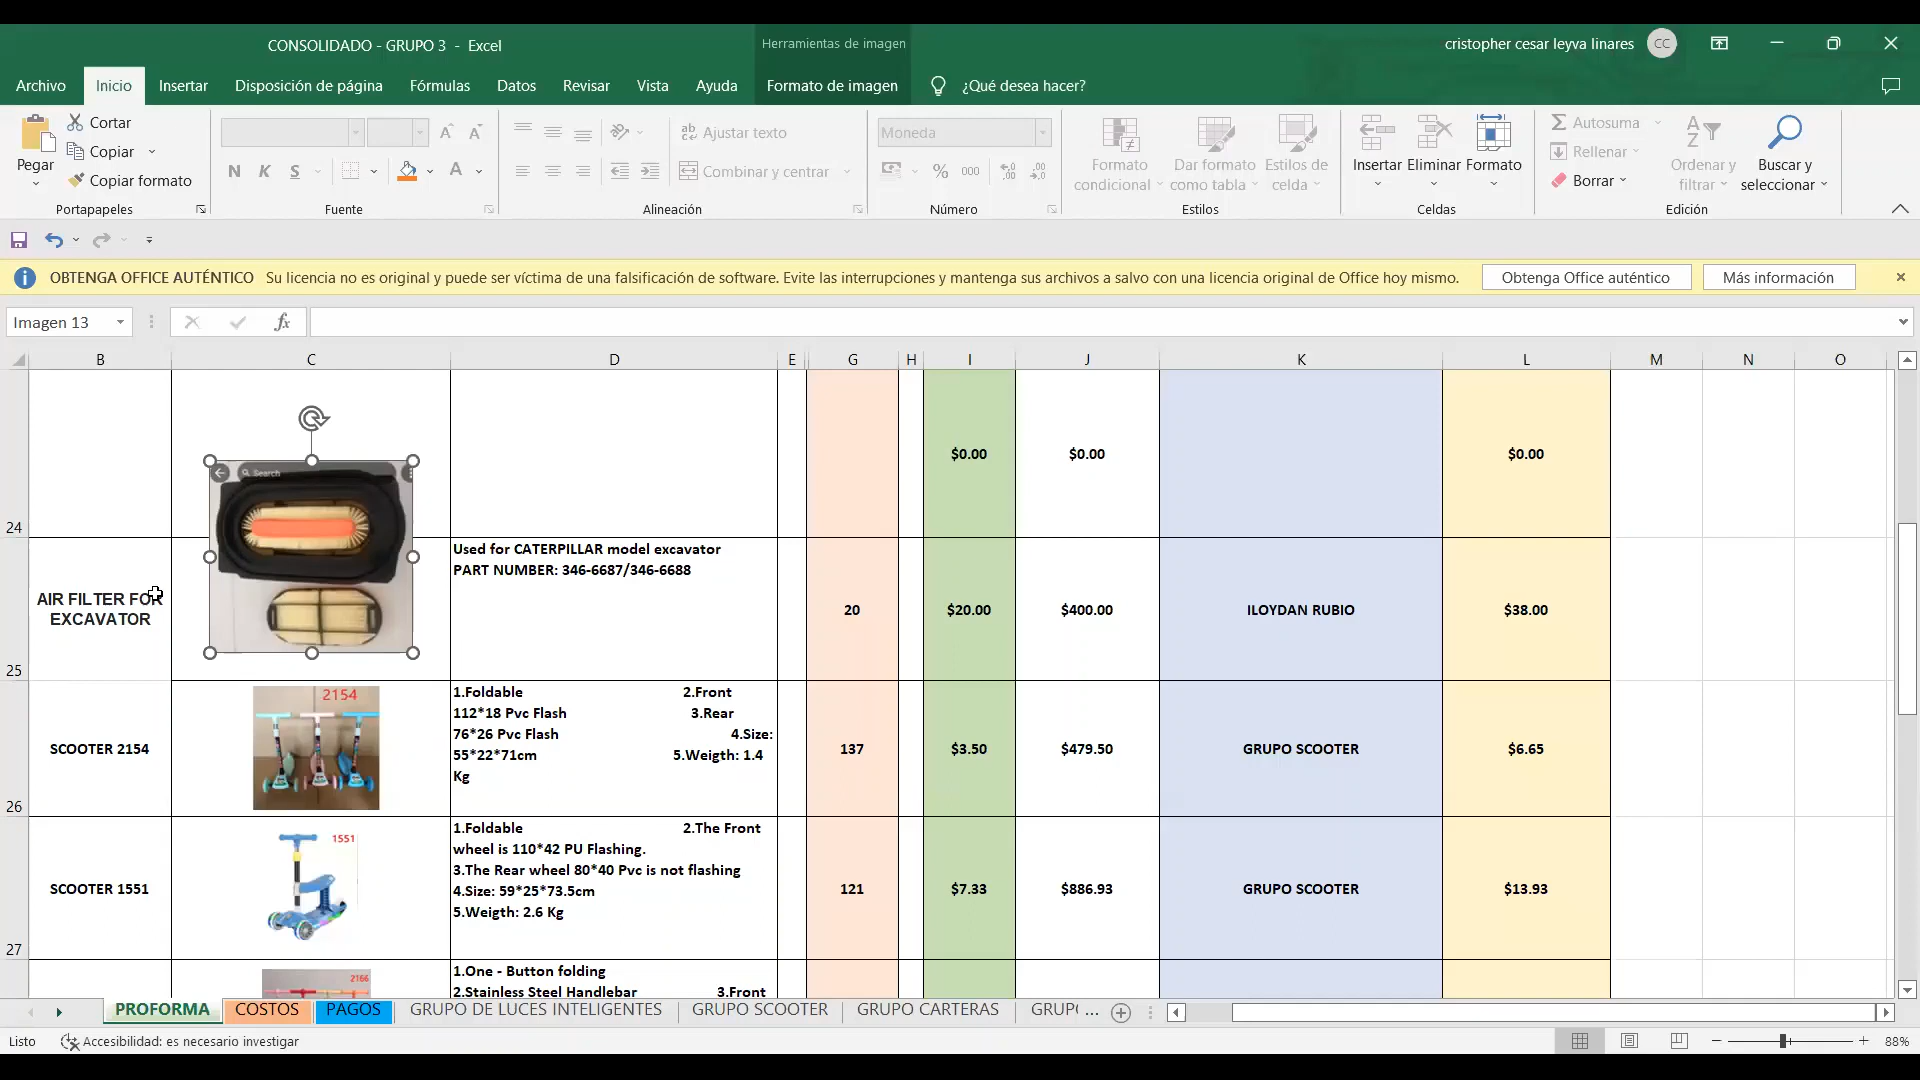 CONSOLIDADO - GRUPO 3 - Excel
Herramientas de imagen
cristopher cesar leyva linares
CC
Archivo
Inicio
Insertar
Disposición de página
Fórmulas
Datos
Revisar
Vista
Ayuda
Formato de imagen
¿Qué desea hacer?
Pegar
Cortar
Copiar
Copiar formato
Portapapeles
N K S
A
Fuente
Ajustar texto
Combinar y centrar
Alineación
Moneda
% 000
Número
Formato condicional
Dar formato como tabla
Estilos de celda
Estilos
Insertar
Eliminar
Formato
Celdas
Autosuma
Rellenar
Borrar
Ordenar y filtrar
Buscar y seleccionar
Edición
OBTENGA OFFICE AUTÉNTICO Su licencia no es original y puede ser víctima de una falsificación de software. Evite las interrupciones y mantenga sus archivos a salvo con una licencia original de Office hoy mismo.
Obtenga Office auténtico
Más información
Imagen 13
fx
B C D E G H I J K L M N O
24
$0.00
$0.00
$0.00
Search
25
AIR FILTER FOR
EXCAVATOR
Used for CATERPILLAR model excavator
PART NUMBER: 346-6687/346-6688
20
$20.00
$400.00
ILOYDAN RUBIO
$38.00
26
SCOOTER 2154
2154
1.Foldable 2.Front
112*18 Pvc Flash 3.Rear
76*26 Pvc Flash 4.Size:
55*22*71cm 5.Weigth: 1.4
Kg
137
$3.50
$479.50
GRUPO SCOOTER
$6.65
27
SCOOTER 1551
1551
1.Foldable 2.The Front
wheel is 110*42 PU Flashing.
3.The Rear wheel 80*40 Pvc is not flashing
4.Size: 59*25*73.5cm
5.Weigth: 2.6 Kg
121
$7.33
$886.93
GRUPO SCOOTER
$13.93
2166
1.One - Button folding
2.Stainless Steel Handlebar 3.Front
PROFORMA
COSTOS
PAGOS
GRUPO DE LUCES INTELIGENTES
GRUPO SCOOTER
GRUPO CARTERAS
GRUP ...
Listo
Accesibilidad: es necesario investigar
88%